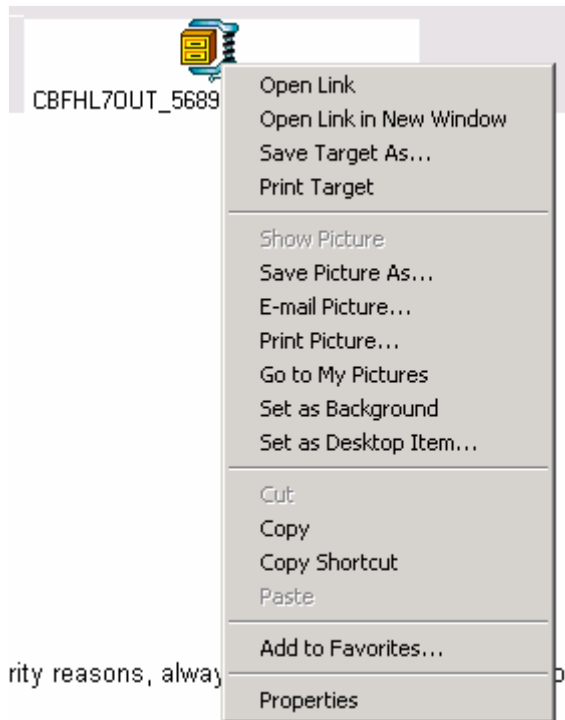 CBFHL7OUT_5689
Open Link
Open Link in New Window
Save Target As...
Print Target
Show Picture
Save Picture As...
E-mail Picture...
Print Picture...
Go to My Pictures
Set as Background
Set as Desktop Item...
Cut
Copy
Copy Shortcut
Paste
Add to Favorites...
rity reasons, alway
Properties